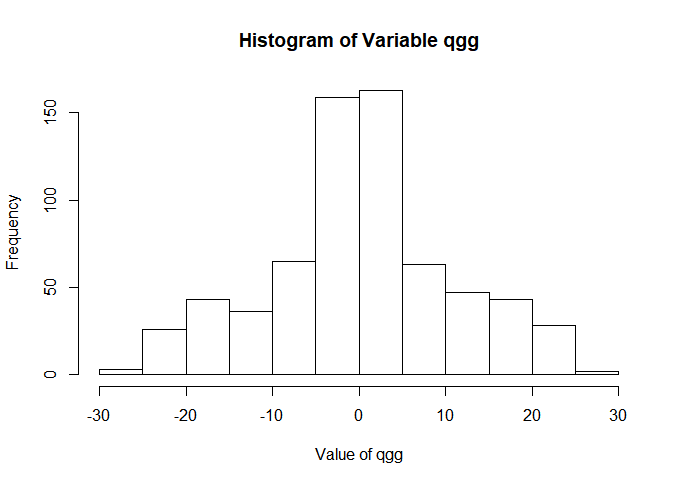 Histogram of Variable qgg
150
100
50
0
Frequency
-30 -20 -10 0 10 20 30
Value of qgg